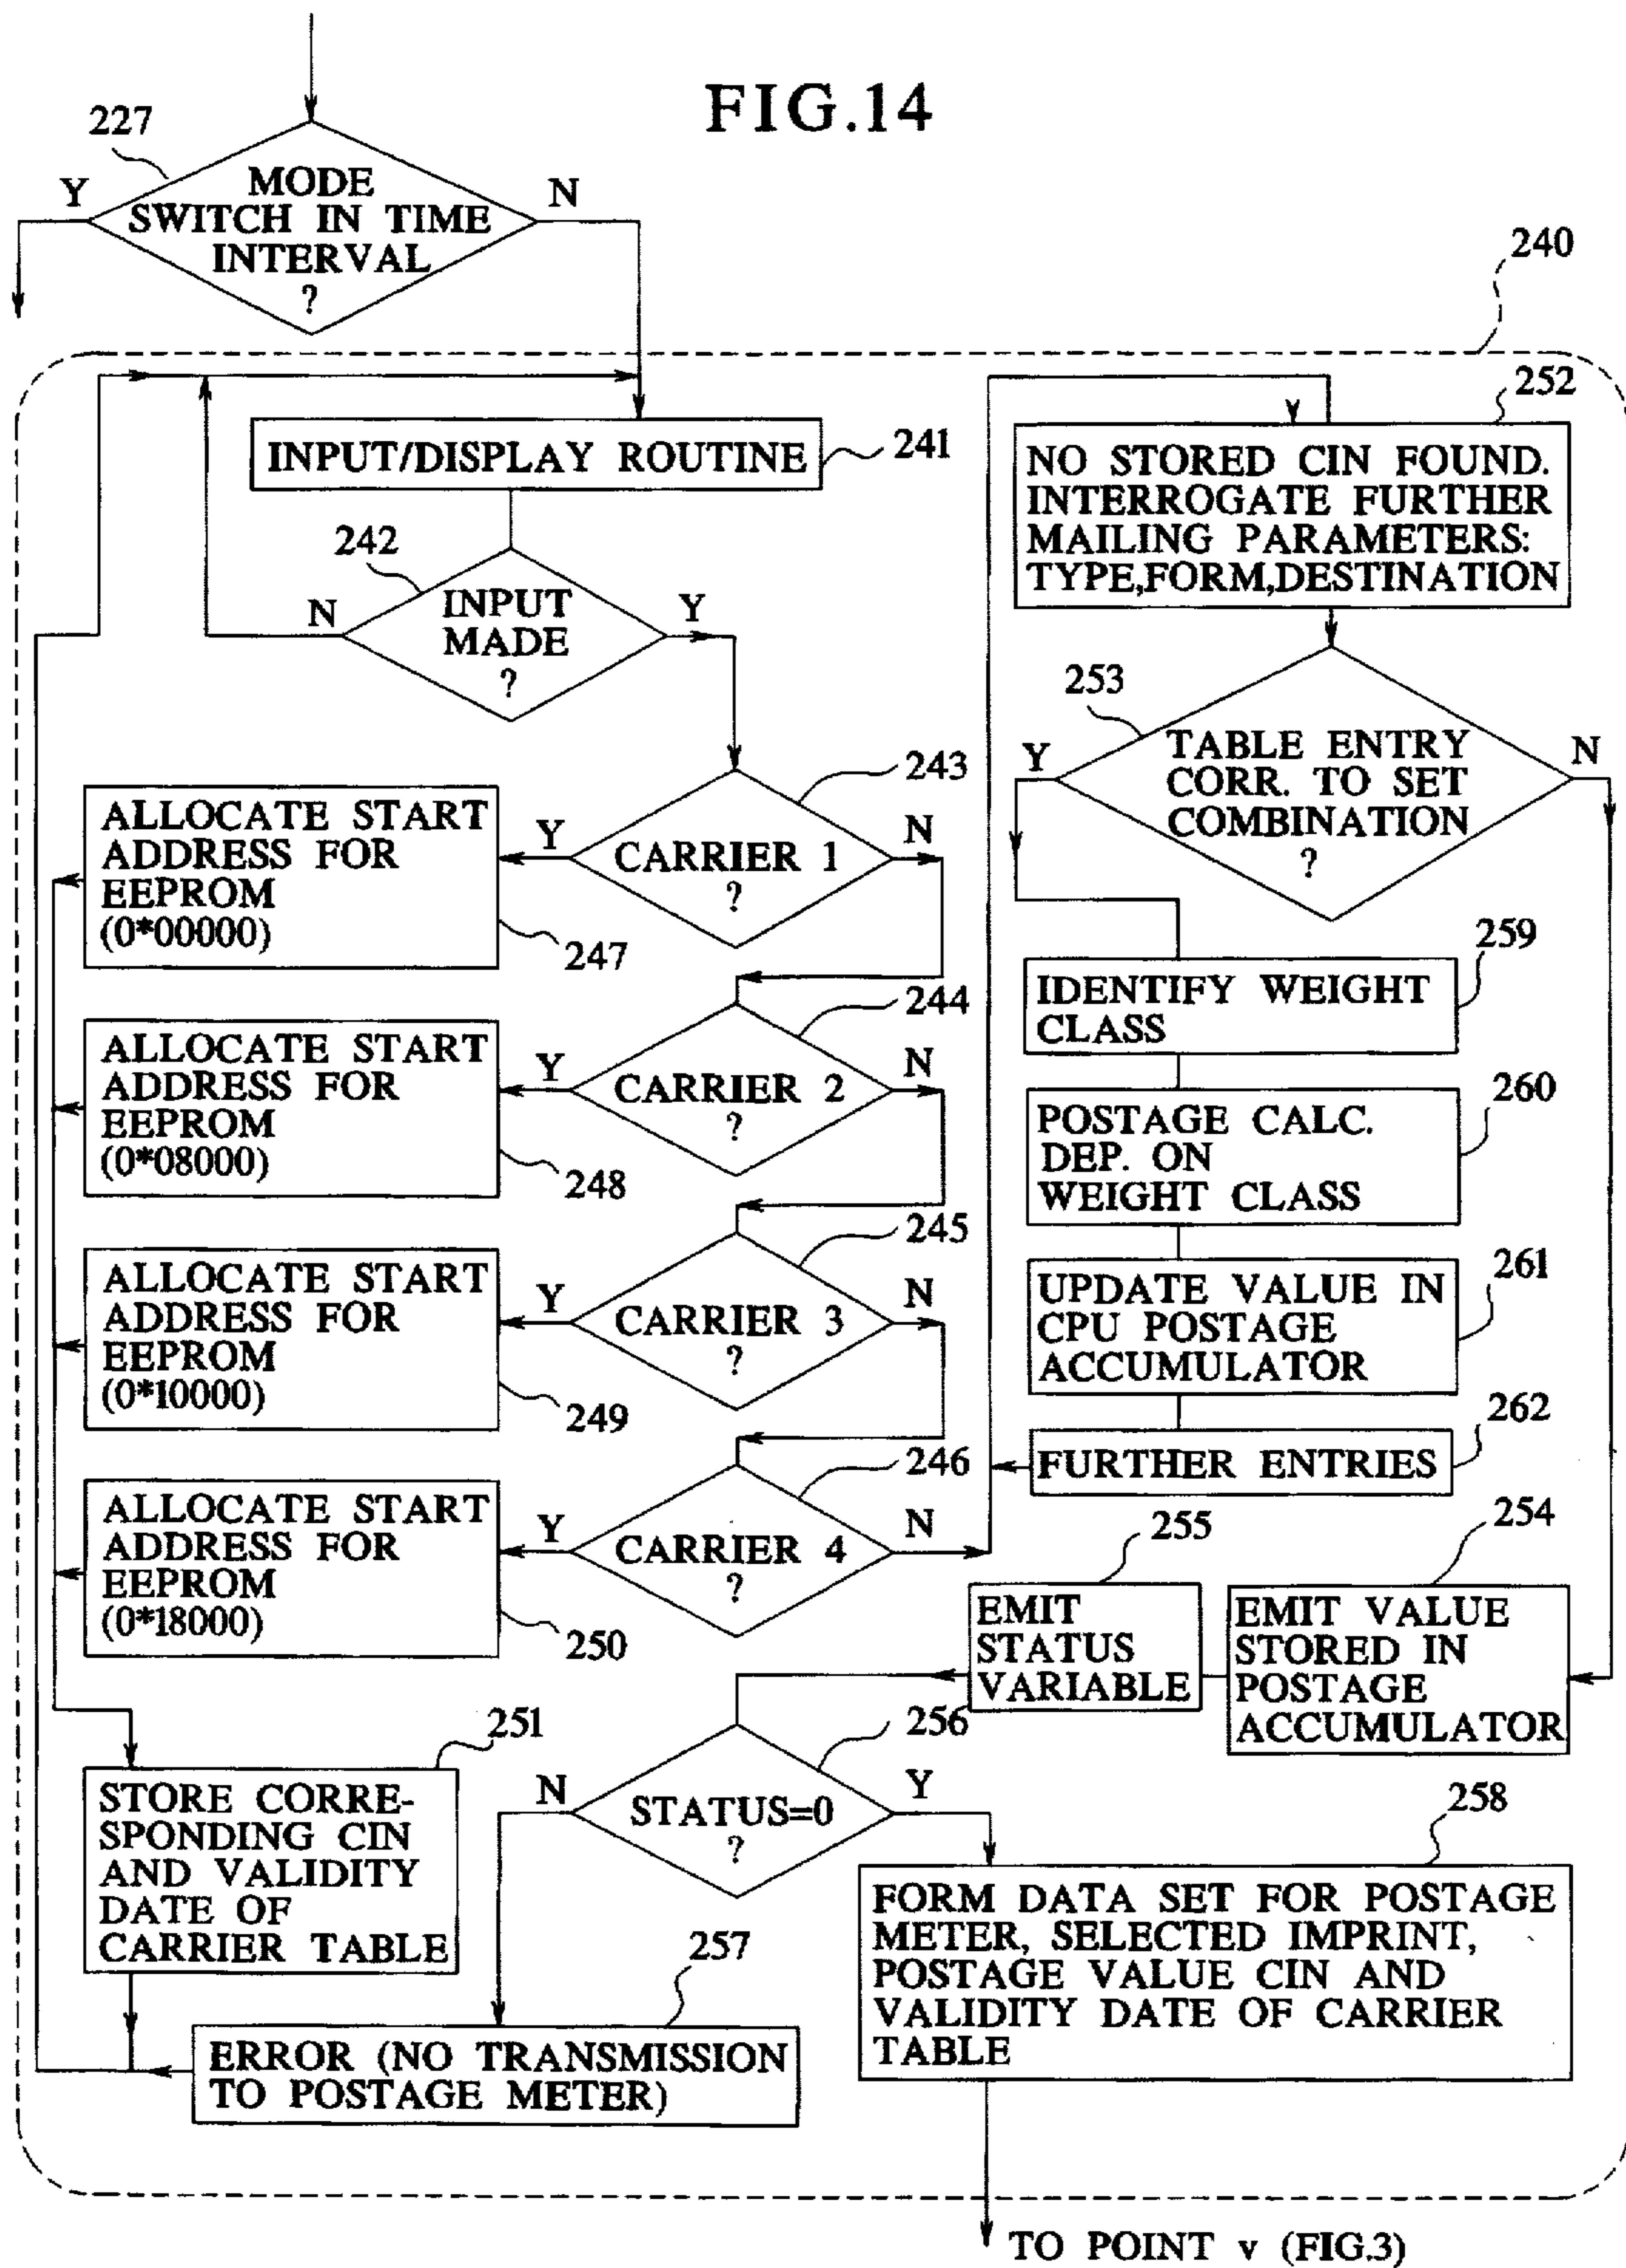 FIG.14
227
MODE
SWITCH IN TIME
INTERVAL
?
Y
N
240
INPUT/DISPLAY ROUTINE
241
242
INPUT
MADE
?
N
Y
243
CARRIER 1
?
Y
N
ALLOCATE START
ADDRESS FOR
EEPROM
(0*00000)
247
244
CARRIER 2
?
Y
N
ALLOCATE START
ADDRESS FOR
EEPROM
(0*08000)
248
245
CARRIER 3
?
Y
N
ALLOCATE START
ADDRESS FOR
EEPROM
(0*10000)
249
246
CARRIER 4
?
Y
N
ALLOCATE START
ADDRESS FOR
EEPROM
(0*18000)
250
251
STORE CORRE-
SPONDING CIN
AND VALIDITY
DATE OF
CARRIER TABLE
252
NO STORED CIN FOUND.
INTERROGATE FURTHER
MAILING PARAMETERS:
TYPE,FORM,DESTINATION
253
TABLE ENTRY
CORR. TO SET
COMBINATION
?
Y
N
259
IDENTIFY WEIGHT
CLASS
260
POSTAGE CALC.
DEP. ON
WEIGHT CLASS
261
UPDATE VALUE IN
CPU POSTAGE
ACCUMULATOR
262
FURTHER ENTRIES
254
EMIT VALUE
STORED IN
POSTAGE
ACCUMULATOR
255
EMIT
STATUS
VARIABLE
256
STATUS=0
?
N
Y
257
ERROR (NO TRANSMISSION
TO POSTAGE METER)
258
FORM DATA SET FOR POSTAGE
METER, SELECTED IMPRINT,
POSTAGE VALUE CIN AND
VALIDITY DATE OF CARRIER
TABLE
TO POINT v (FIG.3)